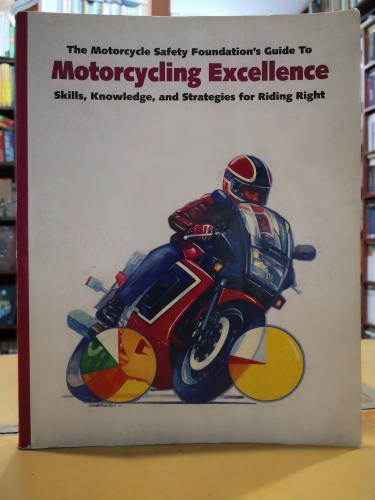 The Motorcycle Safety Foundation's Guide To
Motorcycling Excellence
Skills, Knowledge, and Strategies for Riding Right